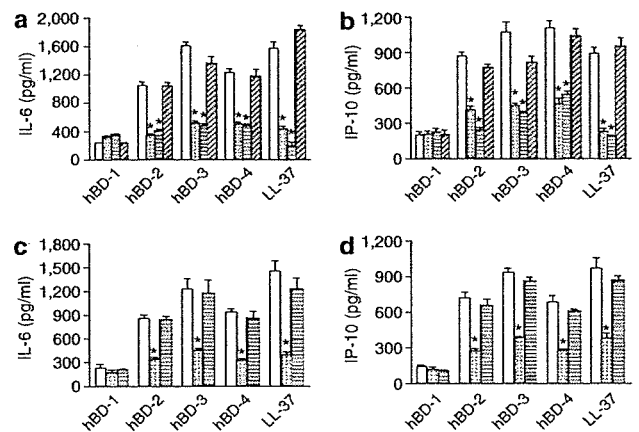 a
IL-6 (pg/ml)
2,000
1,600
1,200
800
400
0
* * * * * * * *
hBD-1 hBD-2 hBD-3 hBD-4 LL-37
b
IP-10 (pg/ml)
1,200
900
600
300
0
* * * * * * * *
hBD-1 hBD-2 hBD-3 hBD-4 LL-37
c
IL-6 (pg/ml)
1,800
1,500
1,200
900
600
300
0
* * * *
hBD-1 hBD-2 hBD-3 hBD-4 LL-37
d
IP-10 (pg/ml)
1,200
900
600
300
0
* * * *
hBD-1 hBD-2 hBD-3 hBD-4 LL-37